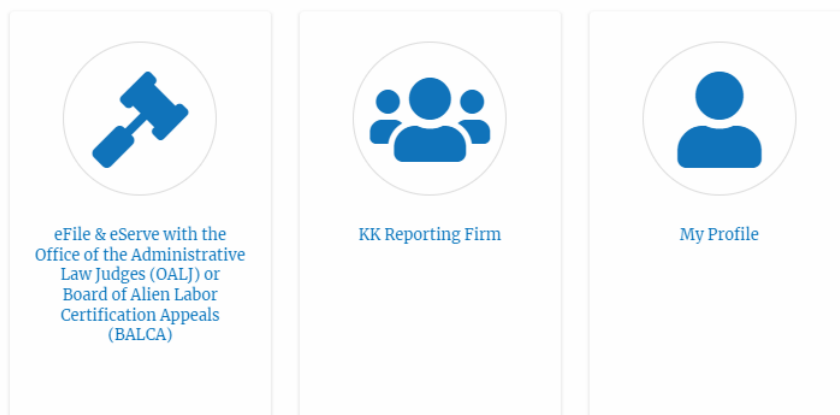 eFile & eServe with the
Office of the Administrative
Law Judges (OALJ) or
Board of Alien Labor
Certification Appeals
(BALCA)
KK Reporting Firm
My Profile